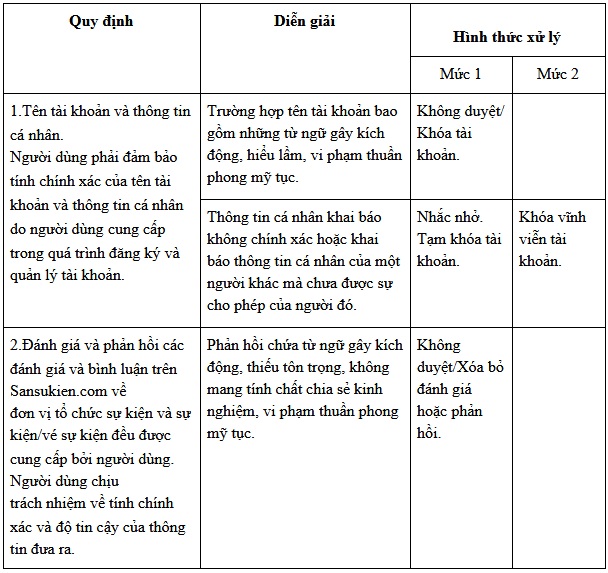 Quy định
Diễn giải
Hình thức xử lý
Mức 1
Mức 2
1.Tên tài khoản và thông tin
cá nhân.
Người dùng phải đảm bảo
tính chính xác của tên tài
khoản và thông tin cá nhân
do người dùng cung cấp
trong quá trình đăng ký và
quản lý tài khoản.
Trường hợp tên tài khoản bao
gồm những từ ngữ gây kích
động, hiểu lầm, vi phạm thuần
phong mỹ tục.
Không duyệt/
Khóa tài
khoản.
Thông tin cá nhân khai báo
không chính xác hoặc khai
báo thông tin cá nhân của một
người khác mà chưa được sự
cho phép của người đó.
Nhắc nhở.
Tạm khóa tài
khoản.
Khóa vĩnh
viễn tài
khoản.
2.Đánh giá và phản hồi các
đánh giá và bình luận trên
Sansukien.com về
đơn vị tổ chức sự kiện và sự
kiện/vé sự kiện đều được
cung cấp bởi người dùng.
Người dùng chịu
trách nhiệm về tính chính
xác và độ tin cậy của thông
tin đưa ra.
Phản hồi chứa từ ngữ gây kích
động, thiếu tôn trọng, không
mang tính chất chia sẻ kinh
nghiệm, vi phạm thuần phong
mỹ tục.
Không
duyệt/Xóa bỏ
đánh giá
hoặc phản
hồi.